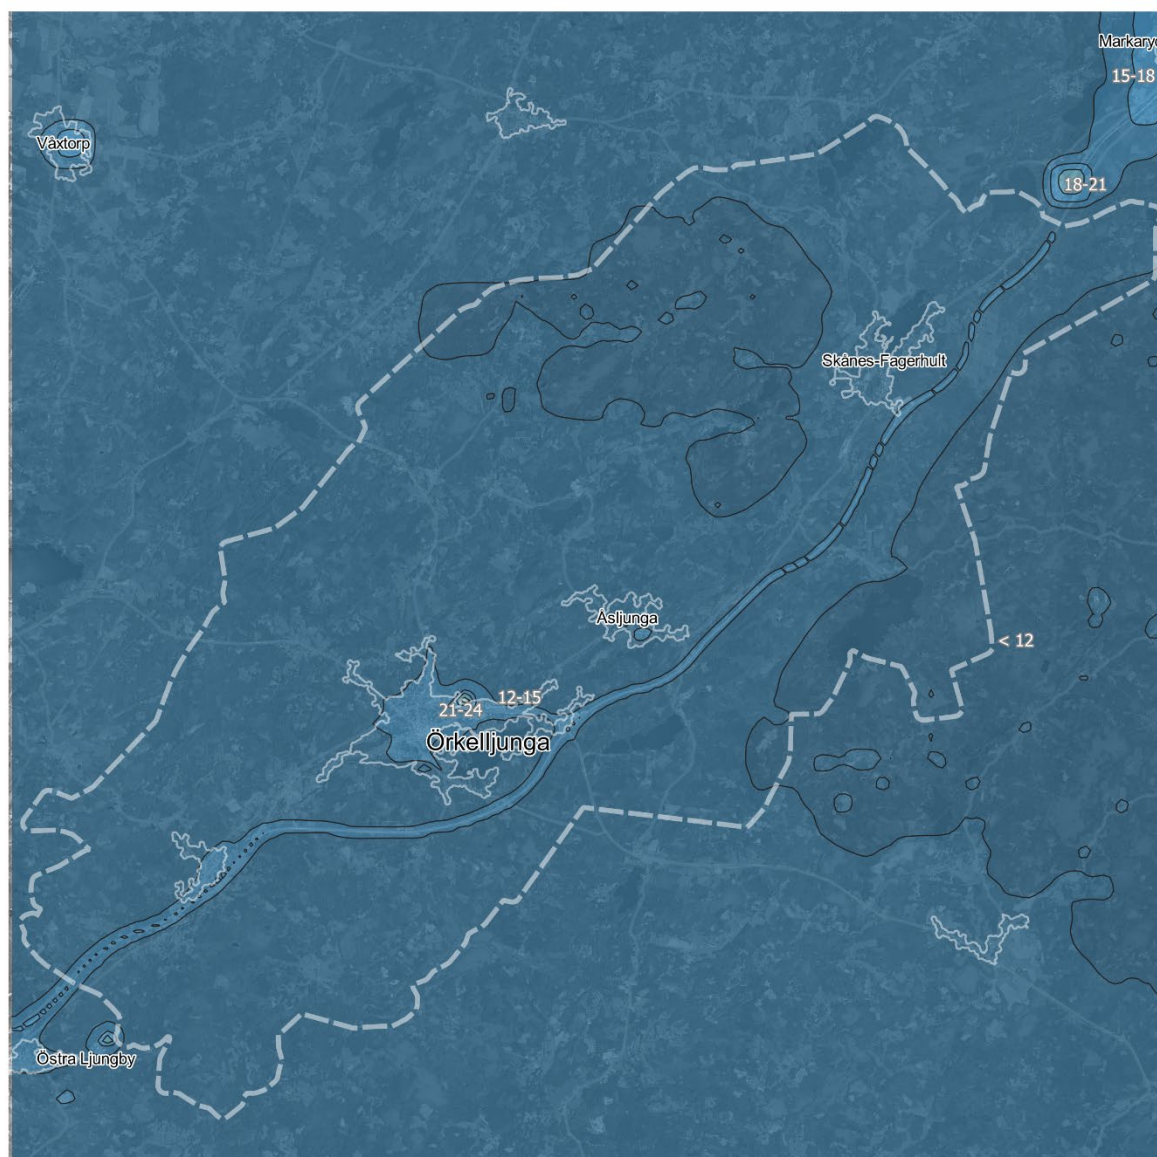 Markaryd
15-18
Våxtorp
18-21
Skånes-Fagerhult
Åsljunga
< 12
12-15
21-24
Örkelljunga
Östra Ljungby